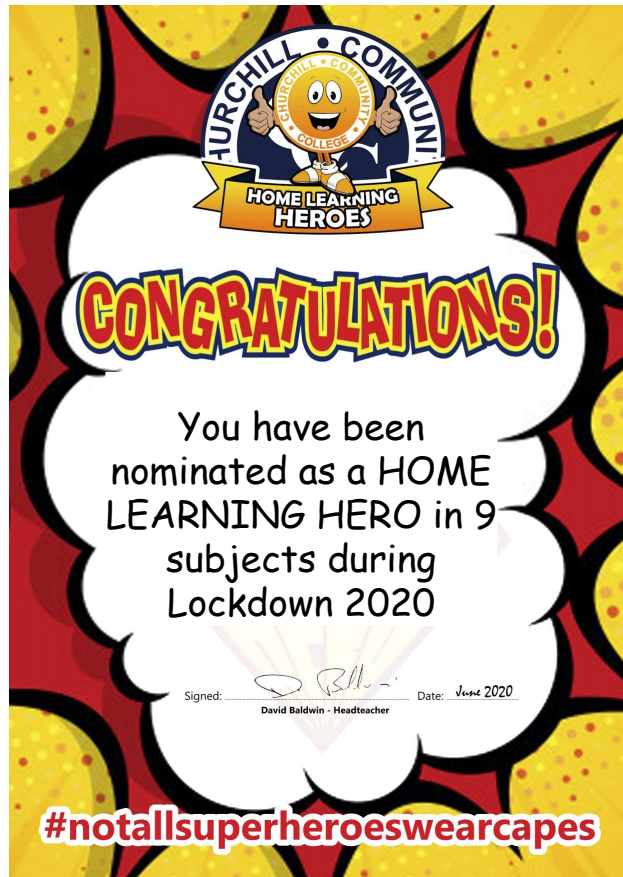 CHURCHILL • COMMUNI
CHURCHILL • COMMUNITY
• COLLEGE •
HOME LEARNING
HEROES
CONGRATULATIONS!
You have been
nominated as a HOME
LEARNING HERO in 9
subjects during
Lockdown 2020
Signed: D. Baldwin Date: June 2020
David Baldwin - Headteacher
#notallsuperheroeswearcapes